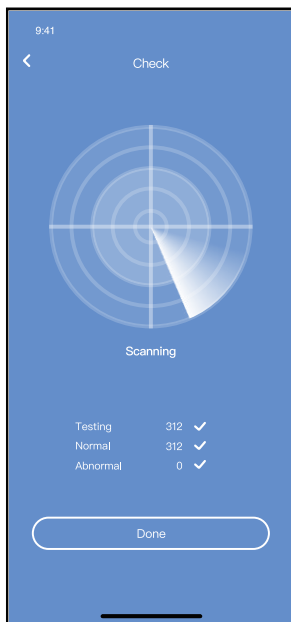 9:41
Check
Scanning
Testing 312
Normal 312
Abnormal 0
Done